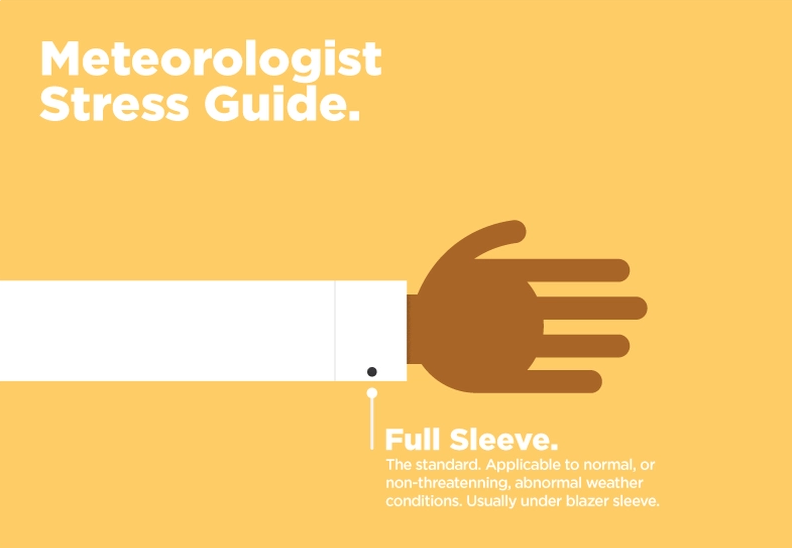 Meteorologist
Stress Guide.
Full Sleeve.
The standard. Applicable to normal, or
non-threatenning, abnormal weather
conditions. Usually under blazer sleeve.